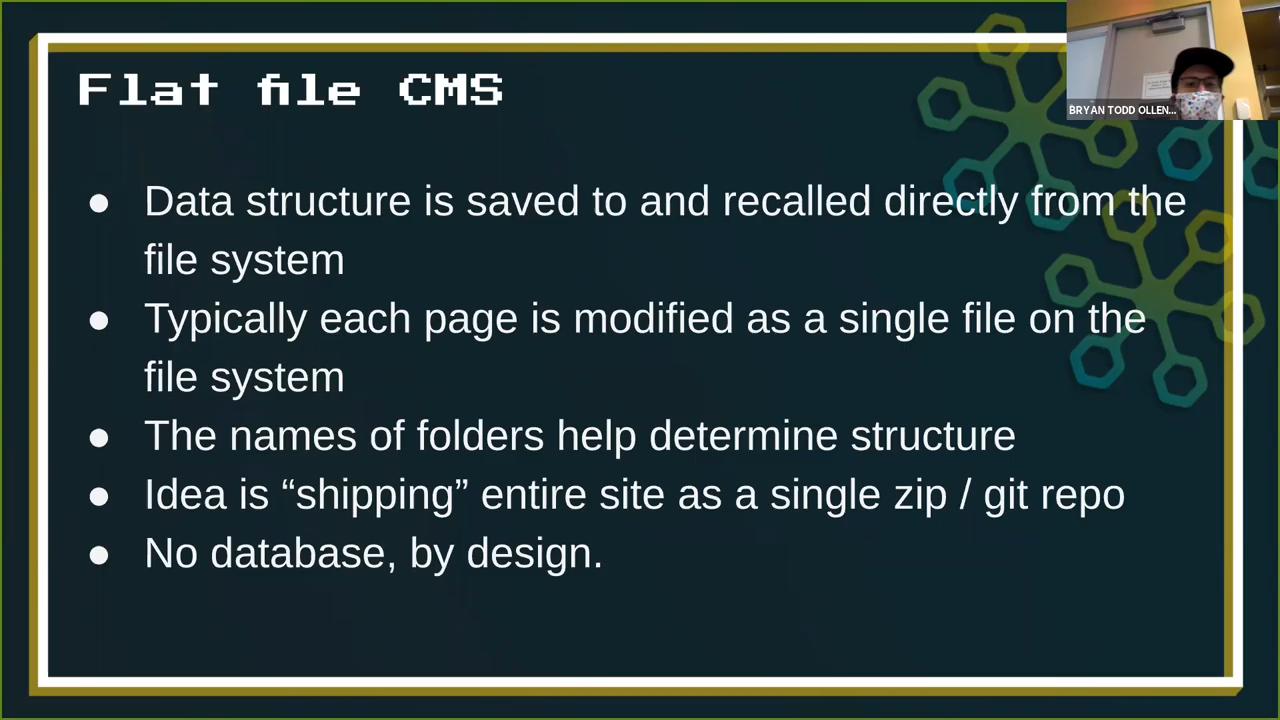 Flat file CMS
BRYAN TODD OLLEN...
● Data structure is saved to and recalled directly from the
file system
● Typically each page is modified as a single file on the
file system
● The names of folders help determine structure
● Idea is “shipping” entire site as a single zip / git repo
● No database, by design.